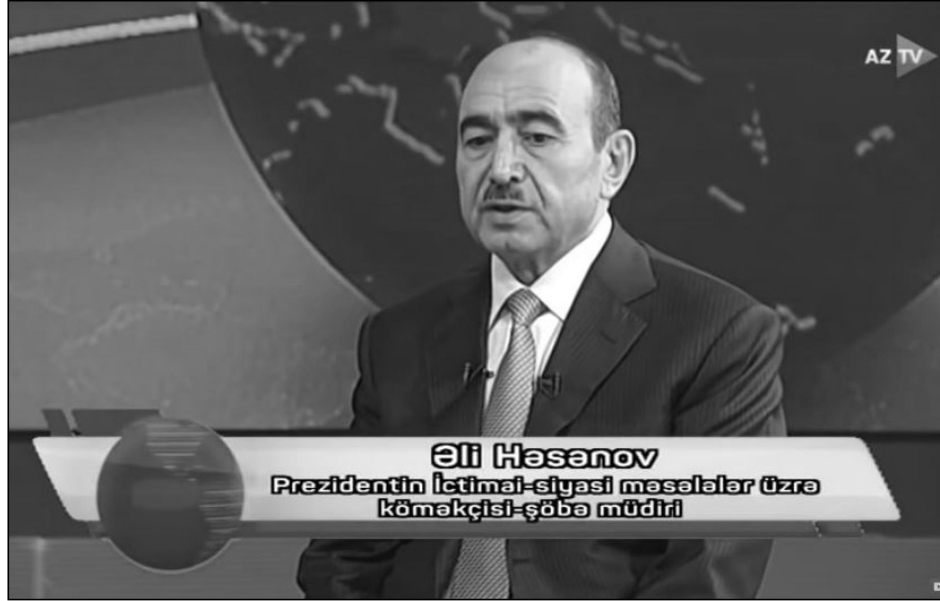 AZ TV
Əli Həsənov
Prezidentin İctimai-siyasi məsələlər üzrə
köməkçisi-şöbə müdiri